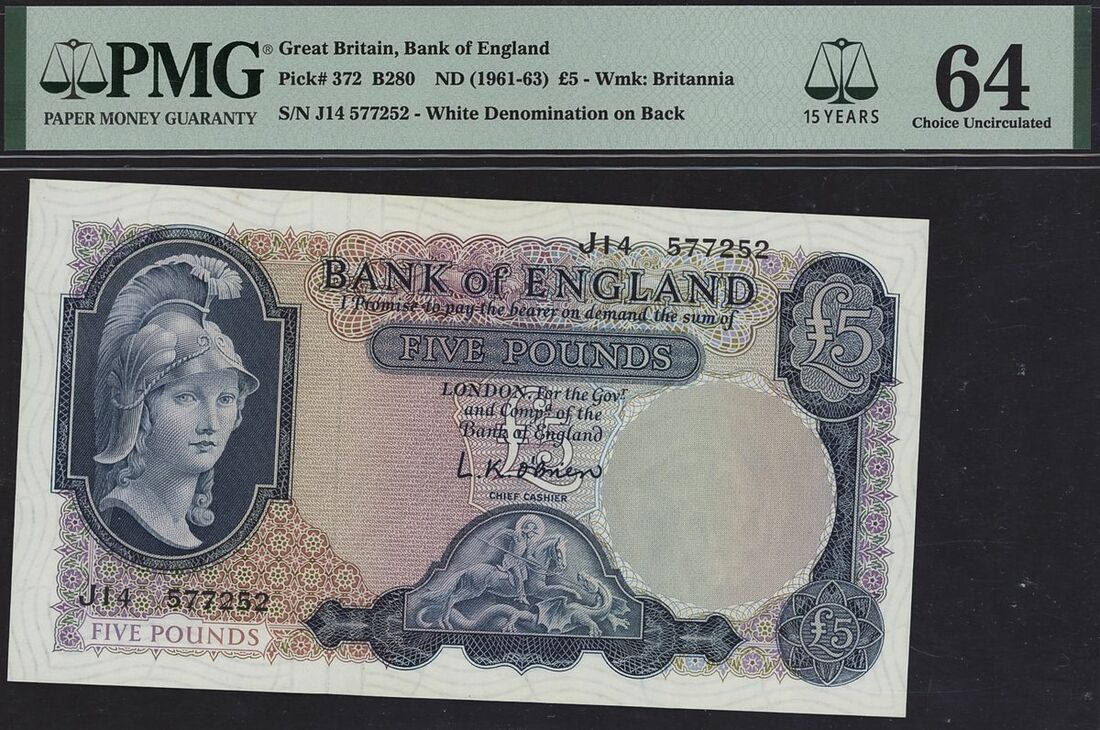 PMG®
PAPER MONEY GUARANTY
Great Britain, Bank of England
Pick# 372 B280 ND (1961-63) £5 - Wmk: Britannia
S/N J14 577252 - White Denomination on Back
15 YEARS
64
Choice Uncirculated
J14 577252
BANK of ENGLAND
I Promise to pay the bearer on demand the sum of
FIVE POUNDS
£5
LONDON, For the Govr
and Compa of the
Bank of England
£5
L.K.O'Brien
CHIEF CASHIER
J14 577252
FIVE POUNDS
£5